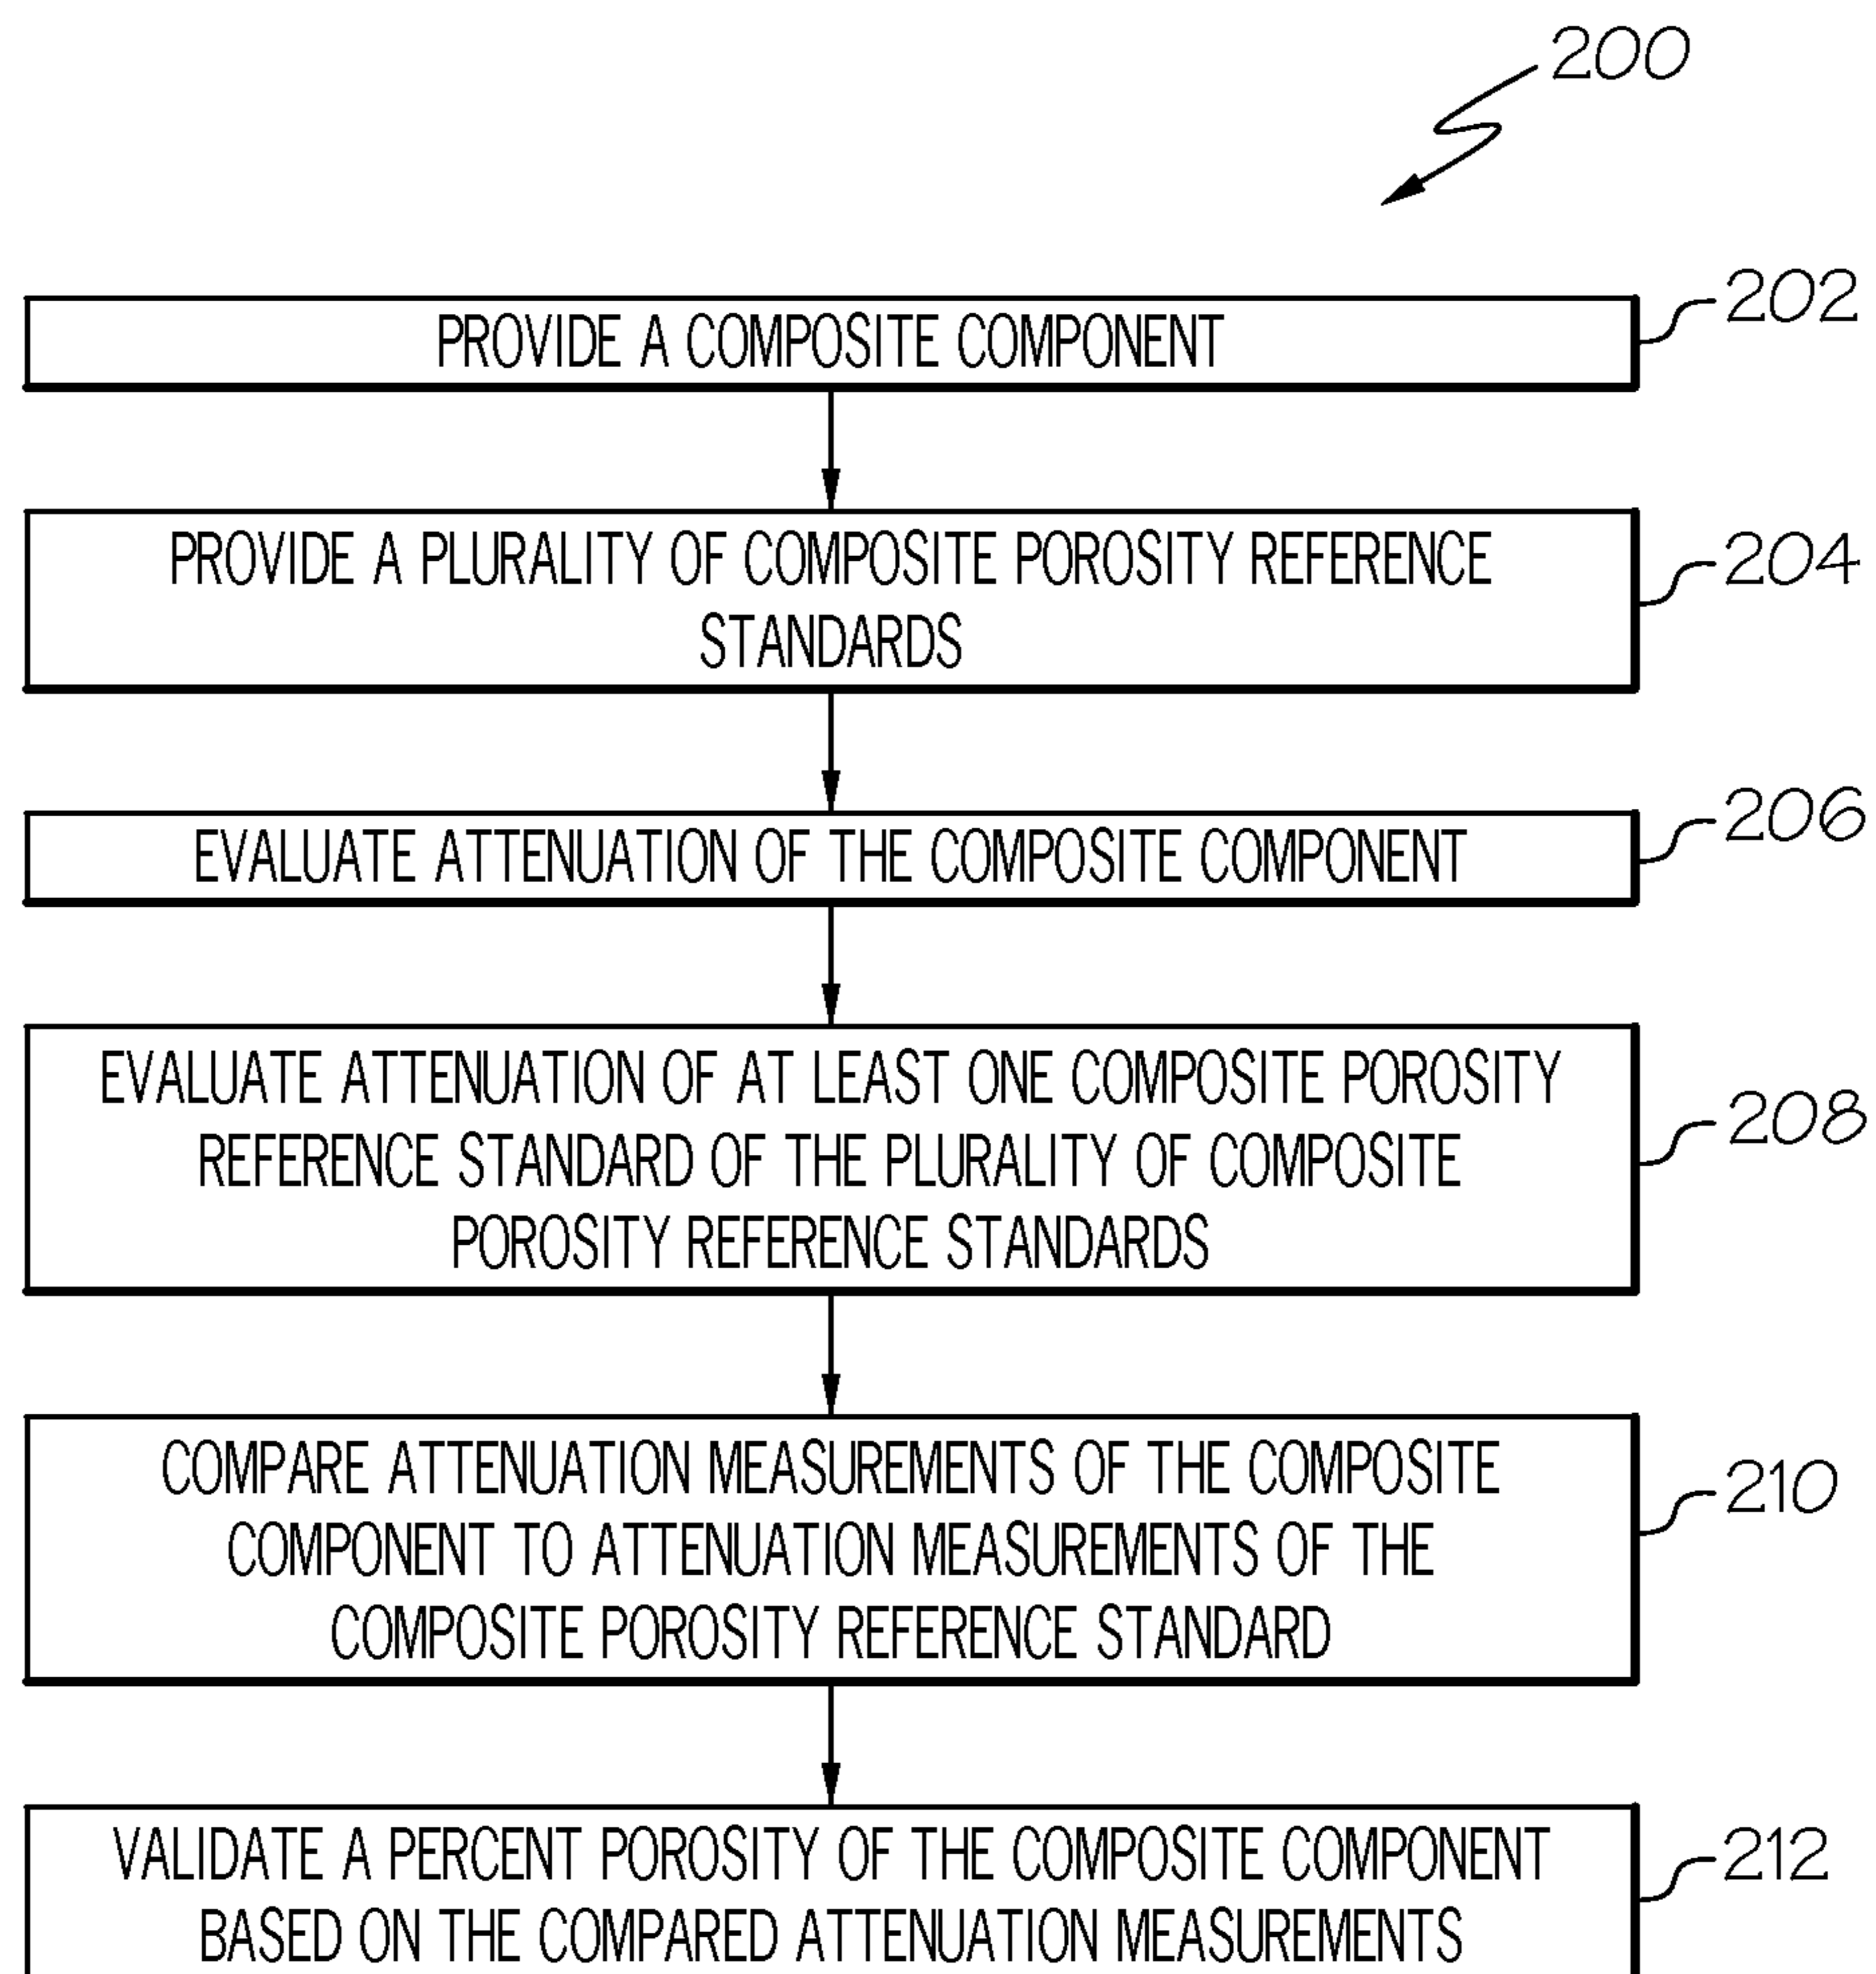 200
PROVIDE A COMPOSITE COMPONENT
202
PROVIDE A PLURALITY OF COMPOSITE POROSITY REFERENCE
STANDARDS
204
EVALUATE ATTENUATION OF THE COMPOSITE COMPONENT
206
EVALUATE ATTENUATION OF AT LEAST ONE COMPOSITE POROSITY
REFERENCE STANDARD OF THE PLURALITY OF COMPOSITE
POROSITY REFERENCE STANDARDS
208
COMPARE ATTENUATION MEASUREMENTS OF THE COMPOSITE
COMPONENT TO ATTENUATION MEASUREMENTS OF THE
COMPOSITE POROSITY REFERENCE STANDARD
210
VALIDATE A PERCENT POROSITY OF THE COMPOSITE COMPONENT
BASED ON THE COMPARED ATTENUATION MEASUREMENTS
212